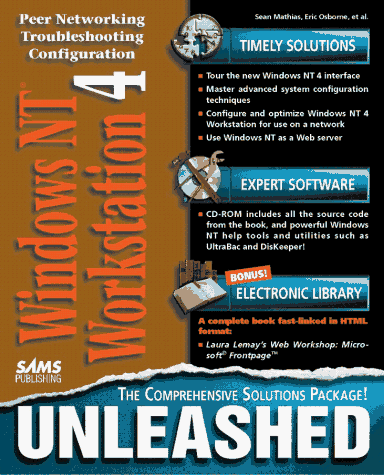 Peer Networking
Troubleshooting
Configuration
Windows NT®
Workstation 4
Sean Mathias, Eric Osborne, et al.
TIMELY SOLUTIONS
Tour the new Windows NT 4 interface
Master advanced system configuration
techniques
Configure and optimize Windows NT 4
Workstation for use on a network
Use Windows NT as a Web server
EXPERT SOFTWARE
CD-ROM includes all the source code
from the book, and powerful Windows
NT help tools and utilities such as
UltraBac and DisKeeper!
BONUS!
ELECTRONIC LIBRARY
A complete book fast-linked in HTML
format:
Laura Lemay's Web Workshop: Micro-
soft® Frontpage™
SAMS
PUBLISHING
THE COMPREHENSIVE SOLUTIONS PACKAGE!
UNLEASHED